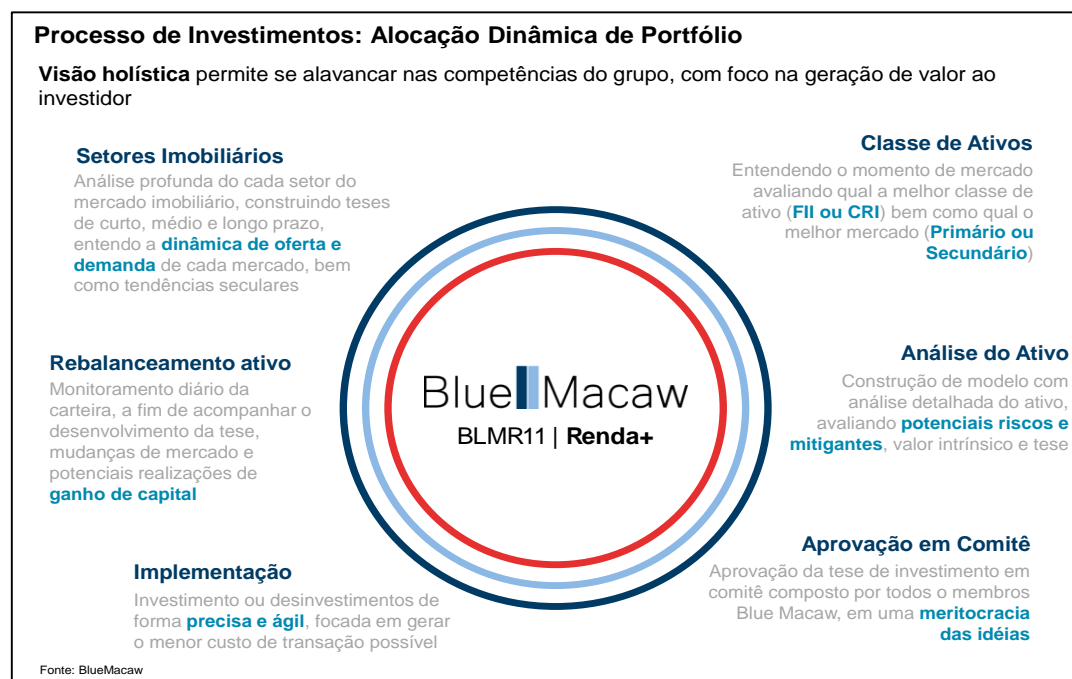 Processo de Investimentos: Alocação Dinâmica de Portfólio
Visão holística permite se alavancar nas competências do grupo, com foco na geração de valor ao
investidor
Setores Imobiliários
Análise profunda do cada setor do
mercado imobiliário, construindo teses
de curto, médio e longo prazo,
entendo a dinâmica de oferta e
demanda de cada mercado, bem
como tendências seculares
Classe de Ativos
Entendendo o momento de mercado
avaliando qual a melhor classe de
ativo (FII ou CRI) bem como qual o
melhor mercado (Primário ou
Secundário)
Rebalanceamento ativo
Monitoramento diário da
carteira, a fim de acompanhar o
desenvolvimento da tese,
mudanças de mercado e
potenciais realizações de
ganho de capital
Blue Macaw
BLMR11 | Renda+
Análise do Ativo
Construção de modelo com
análise detalhada do ativo,
avaliando potenciais riscos e
mitigantes, valor intrínsico e tese
Implementação
Investimento ou desinvestimentos de
forma precisa e ágil, focada em gerar
o menor custo de transação possível
Aprovação em Comitê
Aprovação da tese de investimento em
comitê composto por todos o membros
Blue Macaw, em uma meritocracia
das idéias
Fonte: BlueMacaw